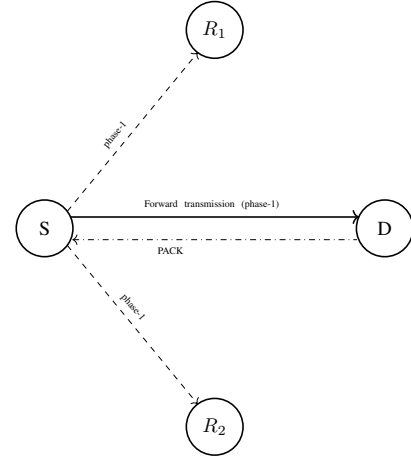 R₁
phase-1
Forward transmission (phase-1)
S
D
PACK
phase-1
R₂